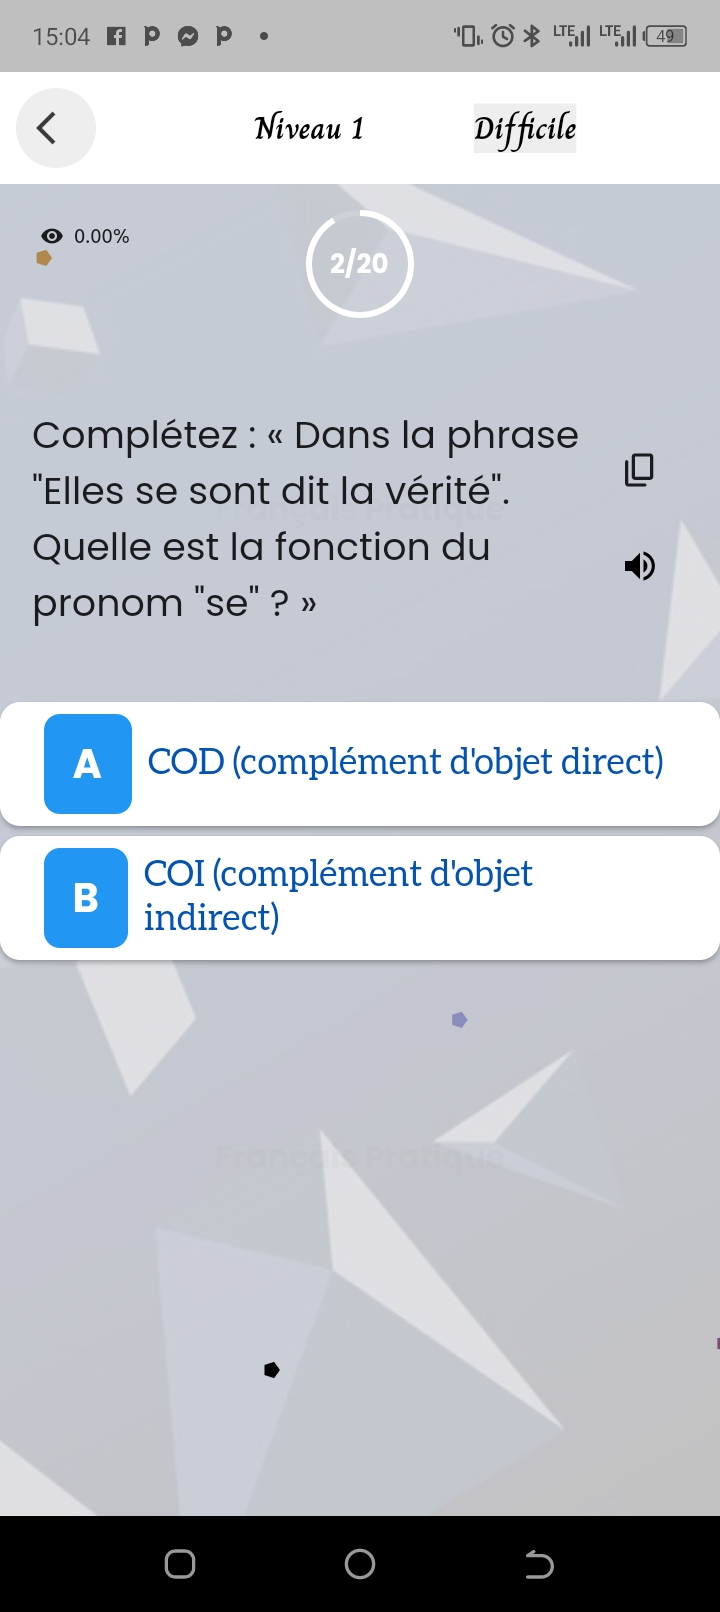 15:04 LTE LTE 49
Niveau 1 Difficile
0.00%
2/20
Complétez : « Dans la phrase
"Elles se sont dit la vérité".
Français Pratique
Quelle est la fonction du
pronom "se" ? »
A COD (complément d'objet direct)
B COI (complément d'objet
indirect)
Français Pratique